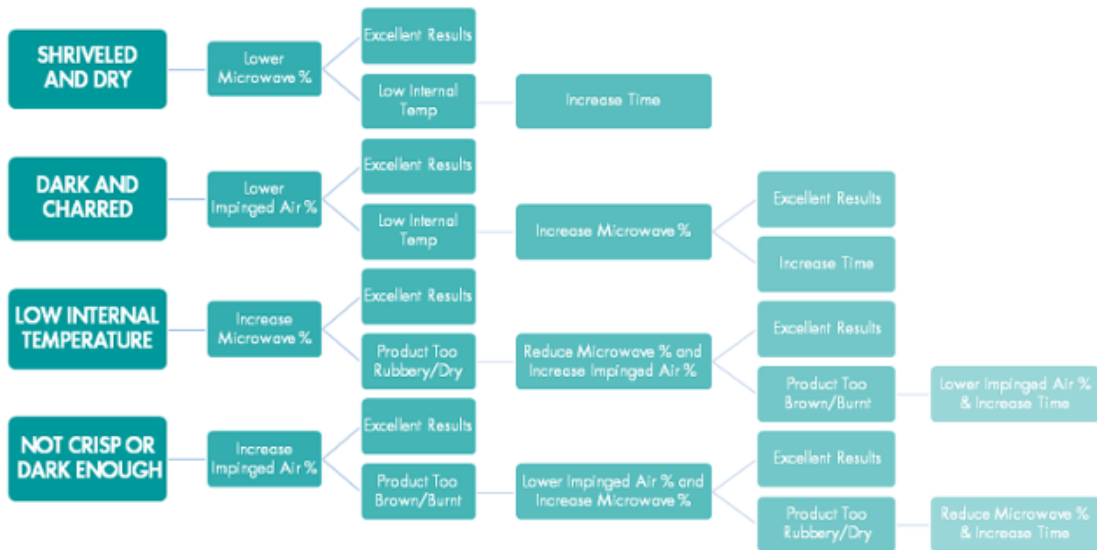 SHRIVELED
AND DRY
Lower
Microwave %
Excellent Results
Low Internal
Temp
Increase Time
DARK AND
CHARRED
Lower
Impinged Air %
Excellent Results
Low Internal
Temp
Increase Microwave %
Excellent Results
Increase Time
LOW INTERNAL
TEMPERATURE
Increase
Microwave %
Excellent Results
Product Too
Rubbery/Dry
Reduce Microwave % and
Increase Impinged Air %
Excellent Results
Product Too
Brown/Burnt
Lower Impinged Air %
& Increase Time
NOT CRISP OR
DARK ENOUGH
Increase
Impinged Air %
Excellent Results
Product Too
Brown/Burnt
Lower Impinged Air % and
Increase Microwave %
Excellent Results
Product Too
Rubbery/Dry
Reduce Microwave %
& Increase Time